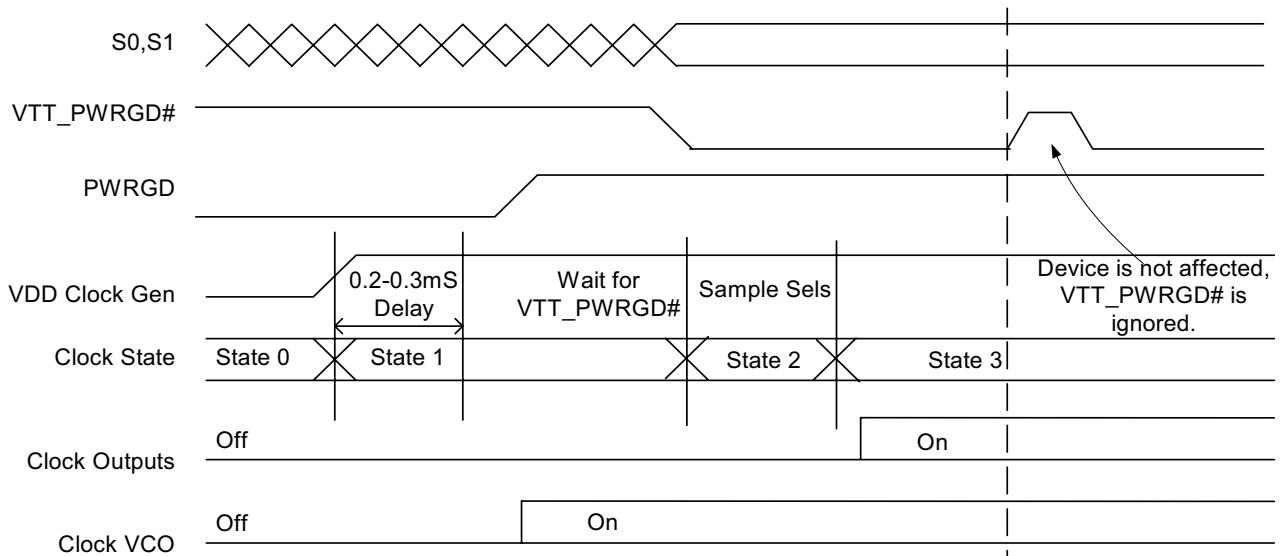 S0,S1
VTT_PWRGD#
PWRGD
VDD Clock Gen
0.2-0.3mS
Delay
Wait for
VTT_PWRGD#
Sample Sels
Device is not affected,
VTT_PWRGD# is
ignored.
Clock State
State 0
State 1
State 2
State 3
Clock Outputs
Off
On
Clock VCO
Off
On